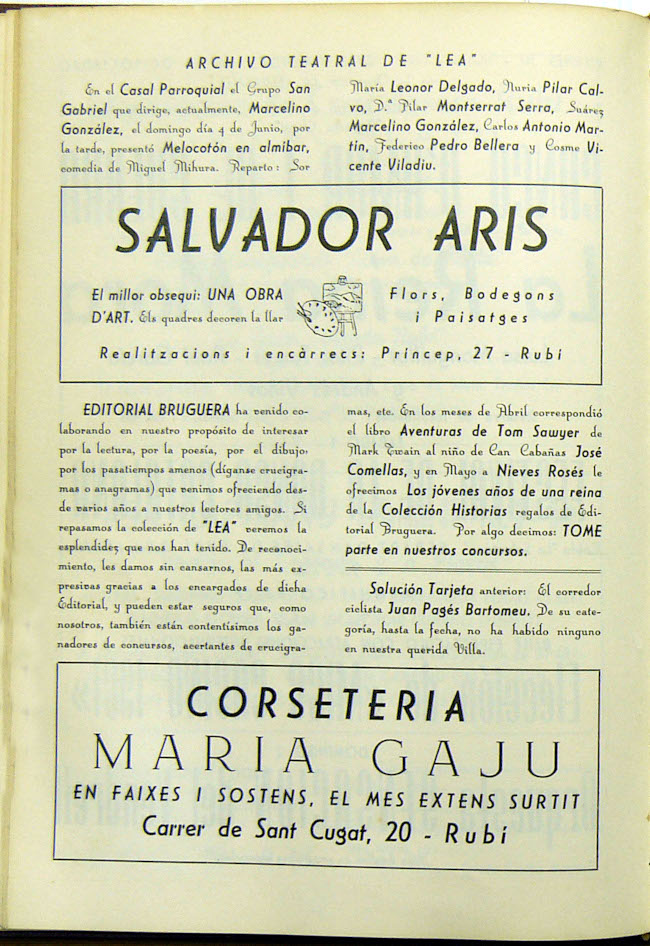 ARCHIVO TEATRAL DE "LEA"
En el Casal Parroquial el Grupo San
Gabriel que dirige, actualmente, Marcelino
González, el domingo día 4 de Junio, por
la tarde, presentó Melocotón en almíbar,
comedia de Miguel Mihura. Reparto: Sor
María Leonor Delgado, Nuria Pilar Cal-
vo, D.ª Pilar Montserrat Serra, Suárez
Marcelino González, Carlos Antonio Mar-
tín, Federico Pedro Bellera y Cosme Vi-
cente Viladiu.
SALVADOR ARIS
El millor obsequi: UNA OBRA
D'ART. Els quadres decoren la llar
Flors, Bodegons
i Paisatges
Realitzacions i encàrrecs: Princep, 27 - Rubí
EDITORIAL BRUGUERA ha venido co-
laborando en nuestro propósito de interesar
por la lectura, por la poesía, por el dibujo,
por los pasatiempos amenos (díganse crucigra-
mas o anagramas) que venimos ofreciendo des-
de varios años a nuestros lectores amigos. Si
repasamos la colección de "LEA" veremos la
esplendidez que nos han tenido. De reconoci-
miento, les damos sin cansarnos, las más ex-
presivas gracias a los encargados de dicha
Editorial, y pueden estar seguros que, como
nosotros, también están contentísimos los ga-
nadores de concursos, acertantes de crucigra-
mas, etc. En los meses de Abril correspondió
el libro Aventuras de Tom Sawyer de
Mark Twain al niño de Can Cabañas José
Comellas, y en Mayo a Nieves Rosés le
ofrecimos Los jóvenes años de una reina
de la Colección Historias regalos de Edi-
torial Bruguera. Por algo decimos: TOME
parte en nuestros concursos.
Solución Tarjeta anterior: El corredor
ciclista Juan Pagés Bartomeu. De su cate-
goría, hasta la fecha, no ha habido ninguno
en nuestra querida Villa.
CORSETERIA
MARIA GAJU
EN FAIXES I SOSTENS, EL MES EXTENS SURTIT
Carrer de Sant Cugat, 20 - Rubí